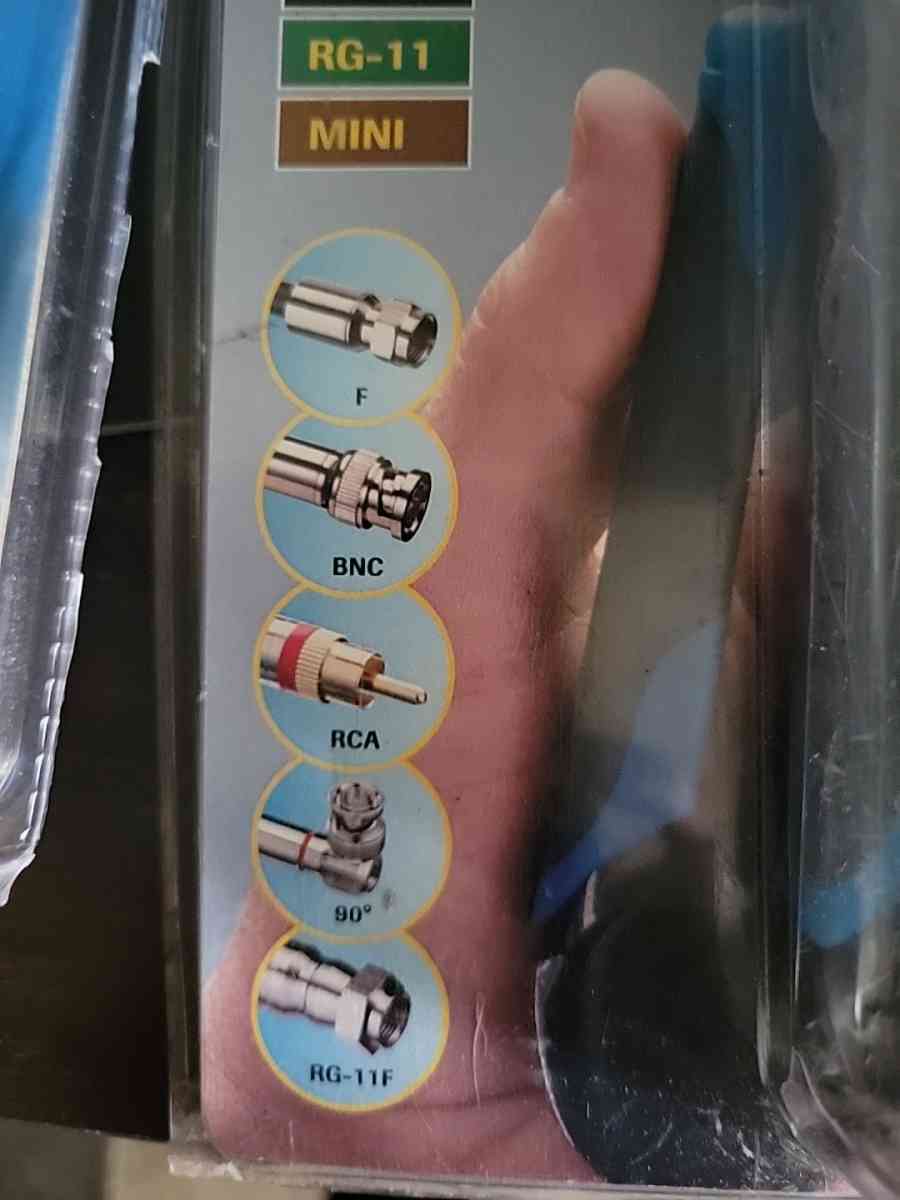 RG-11
MINI
F
BNC
RCA
90°
RG-11F